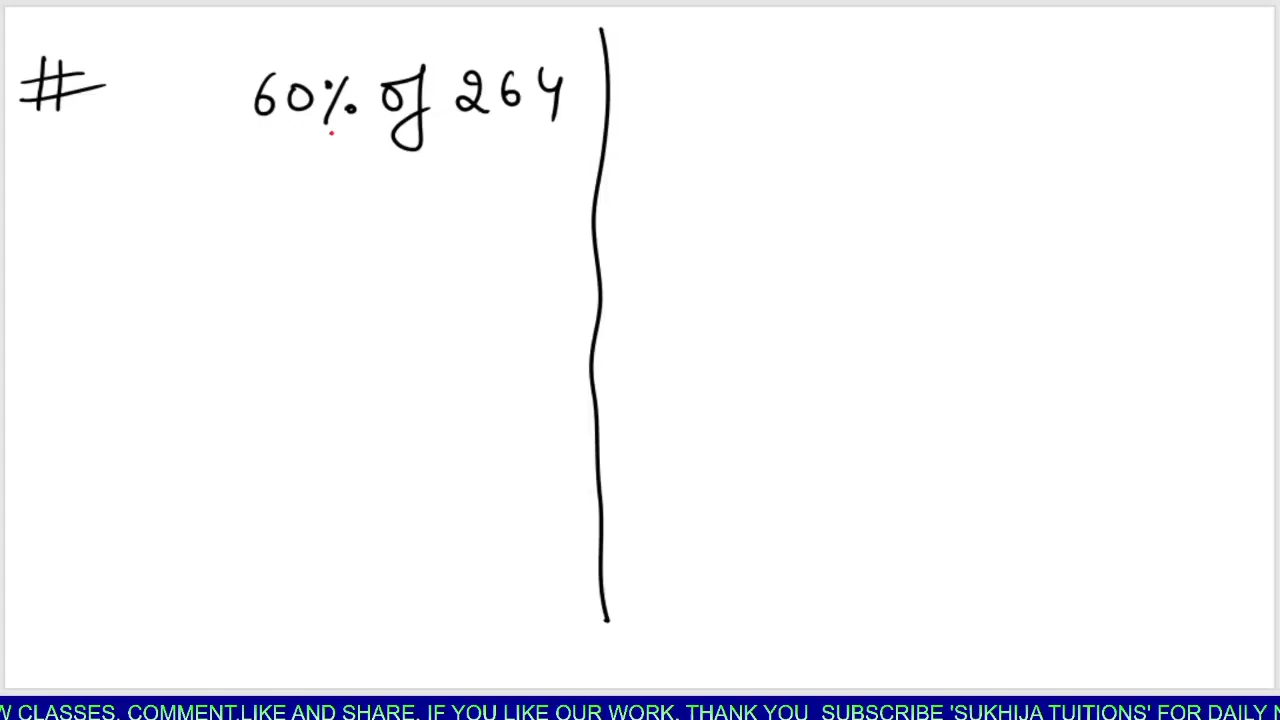 # 60% of 264
W CLASSES. COMMENT,LIKE AND SHARE, IF YOU LIKE OUR WORK. THANK YOU SUBSCRIBE 'SUKHIJA TUITIONS' FOR DAILY